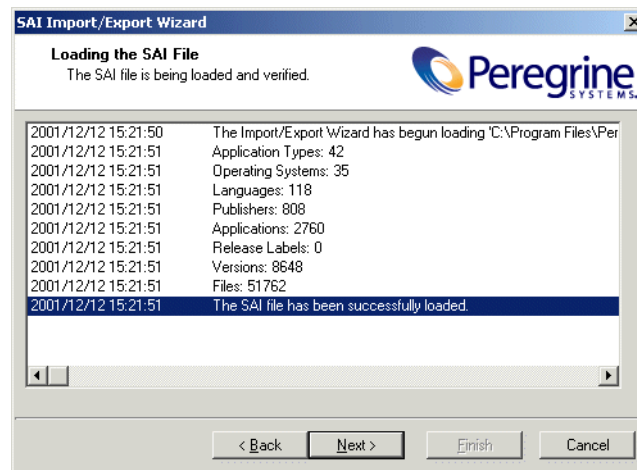 SAI Import/Export Wizard
Loading the SAI File
The SAI file is being loaded and verified.
Peregrine
SYSTEMS
2001/12/12 15:21:50 The Import/Export Wizard has begun loading 'C:\Program Files\Per
2001/12/12 15:21:51 Application Types: 42
2001/12/12 15:21:51 Operating Systems: 35
2001/12/12 15:21:51 Languages: 118
2001/12/12 15:21:51 Publishers: 808
2001/12/12 15:21:51 Applications: 2760
2001/12/12 15:21:51 Release Labels: 0
2001/12/12 15:21:51 Versions: 8648
2001/12/12 15:21:51 Files: 51762
2001/12/12 15:21:51 The SAI file has been successfully loaded.
< Back Next > Finish Cancel